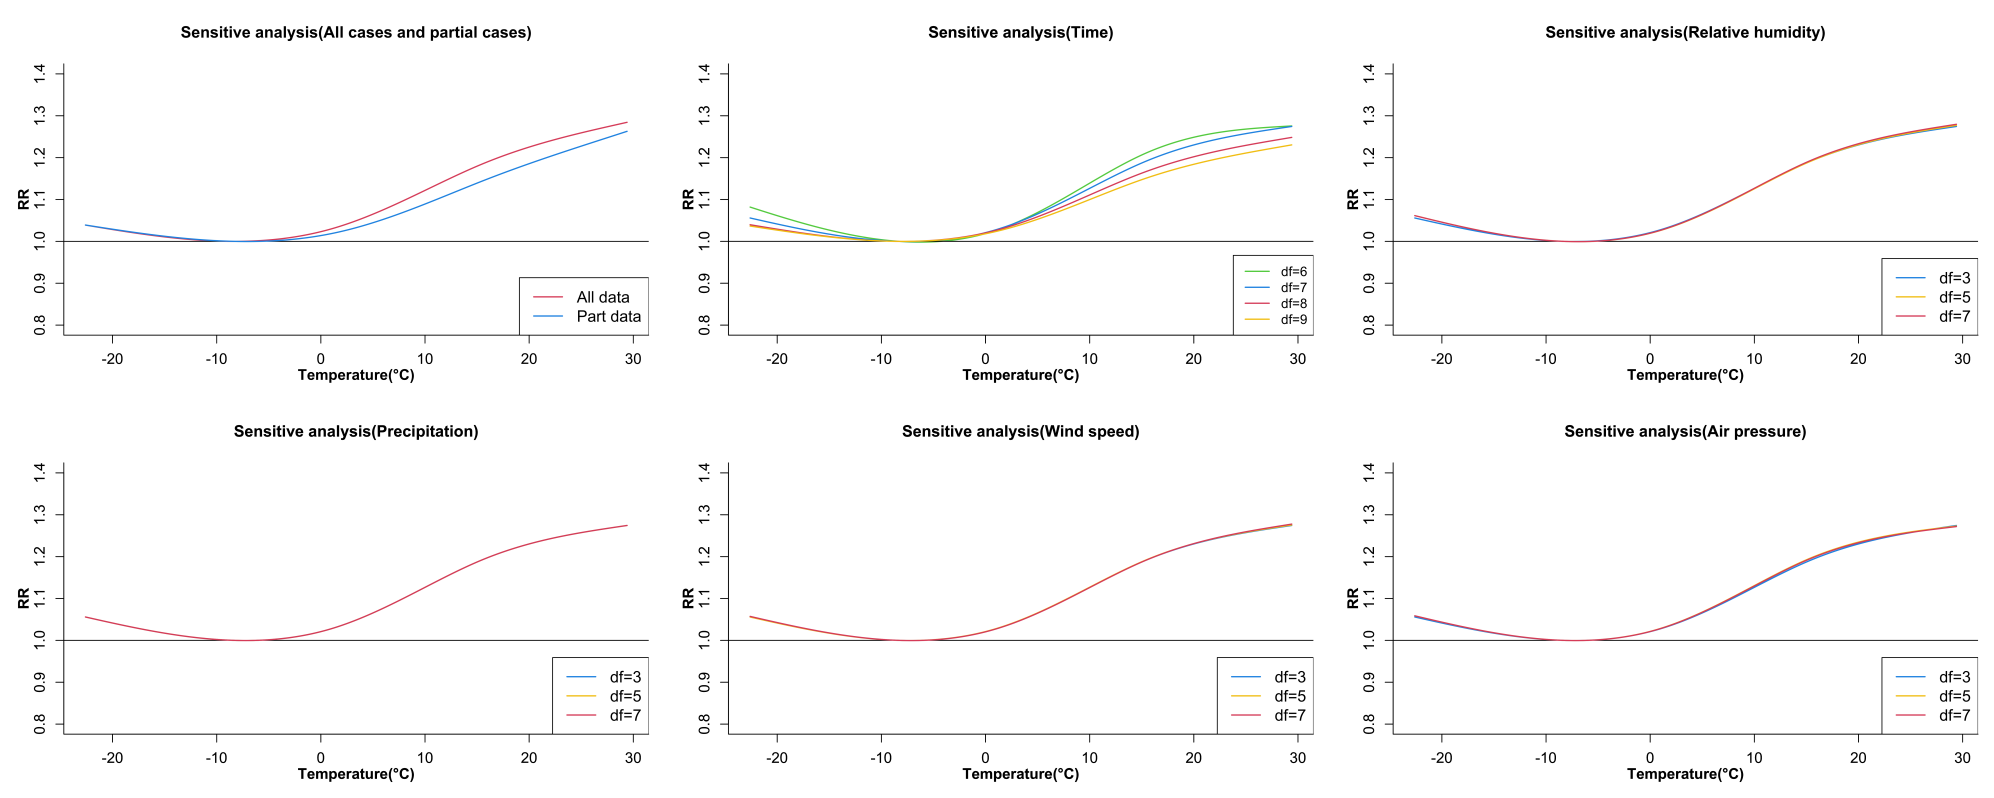 Sensitive analysis(All cases and partial cases)
RR
1.4
1.3
1.2
1.1
1.0
0.9
0.8
All data
Part data
-20 -10 0 10 20 30
Temperature(°C)
Sensitive analysis(Time)
RR
1.4
1.3
1.2
1.1
1.0
0.9
0.8
df=6
df=7
df=8
df=9
-20 -10 0 10 20 30
Temperature(°C)
Sensitive analysis(Relative humidity)
RR
1.4
1.3
1.2
1.1
1.0
0.9
0.8
df=3
df=5
df=7
-20 -10 0 10 20 30
Temperature(°C)
Sensitive analysis(Precipitation)
RR
1.4
1.3
1.2
1.1
1.0
0.9
0.8
df=3
df=5
df=7
-20 -10 0 10 20 30
Temperature(°C)
Sensitive analysis(Wind speed)
RR
1.4
1.3
1.2
1.1
1.0
0.9
0.8
df=3
df=5
df=7
-20 -10 0 10 20 30
Temperature(°C)
Sensitive analysis(Air pressure)
RR
1.4
1.3
1.2
1.1
1.0
0.9
0.8
df=3
df=5
df=7
-20 -10 0 10 20 30
Temperature(°C)